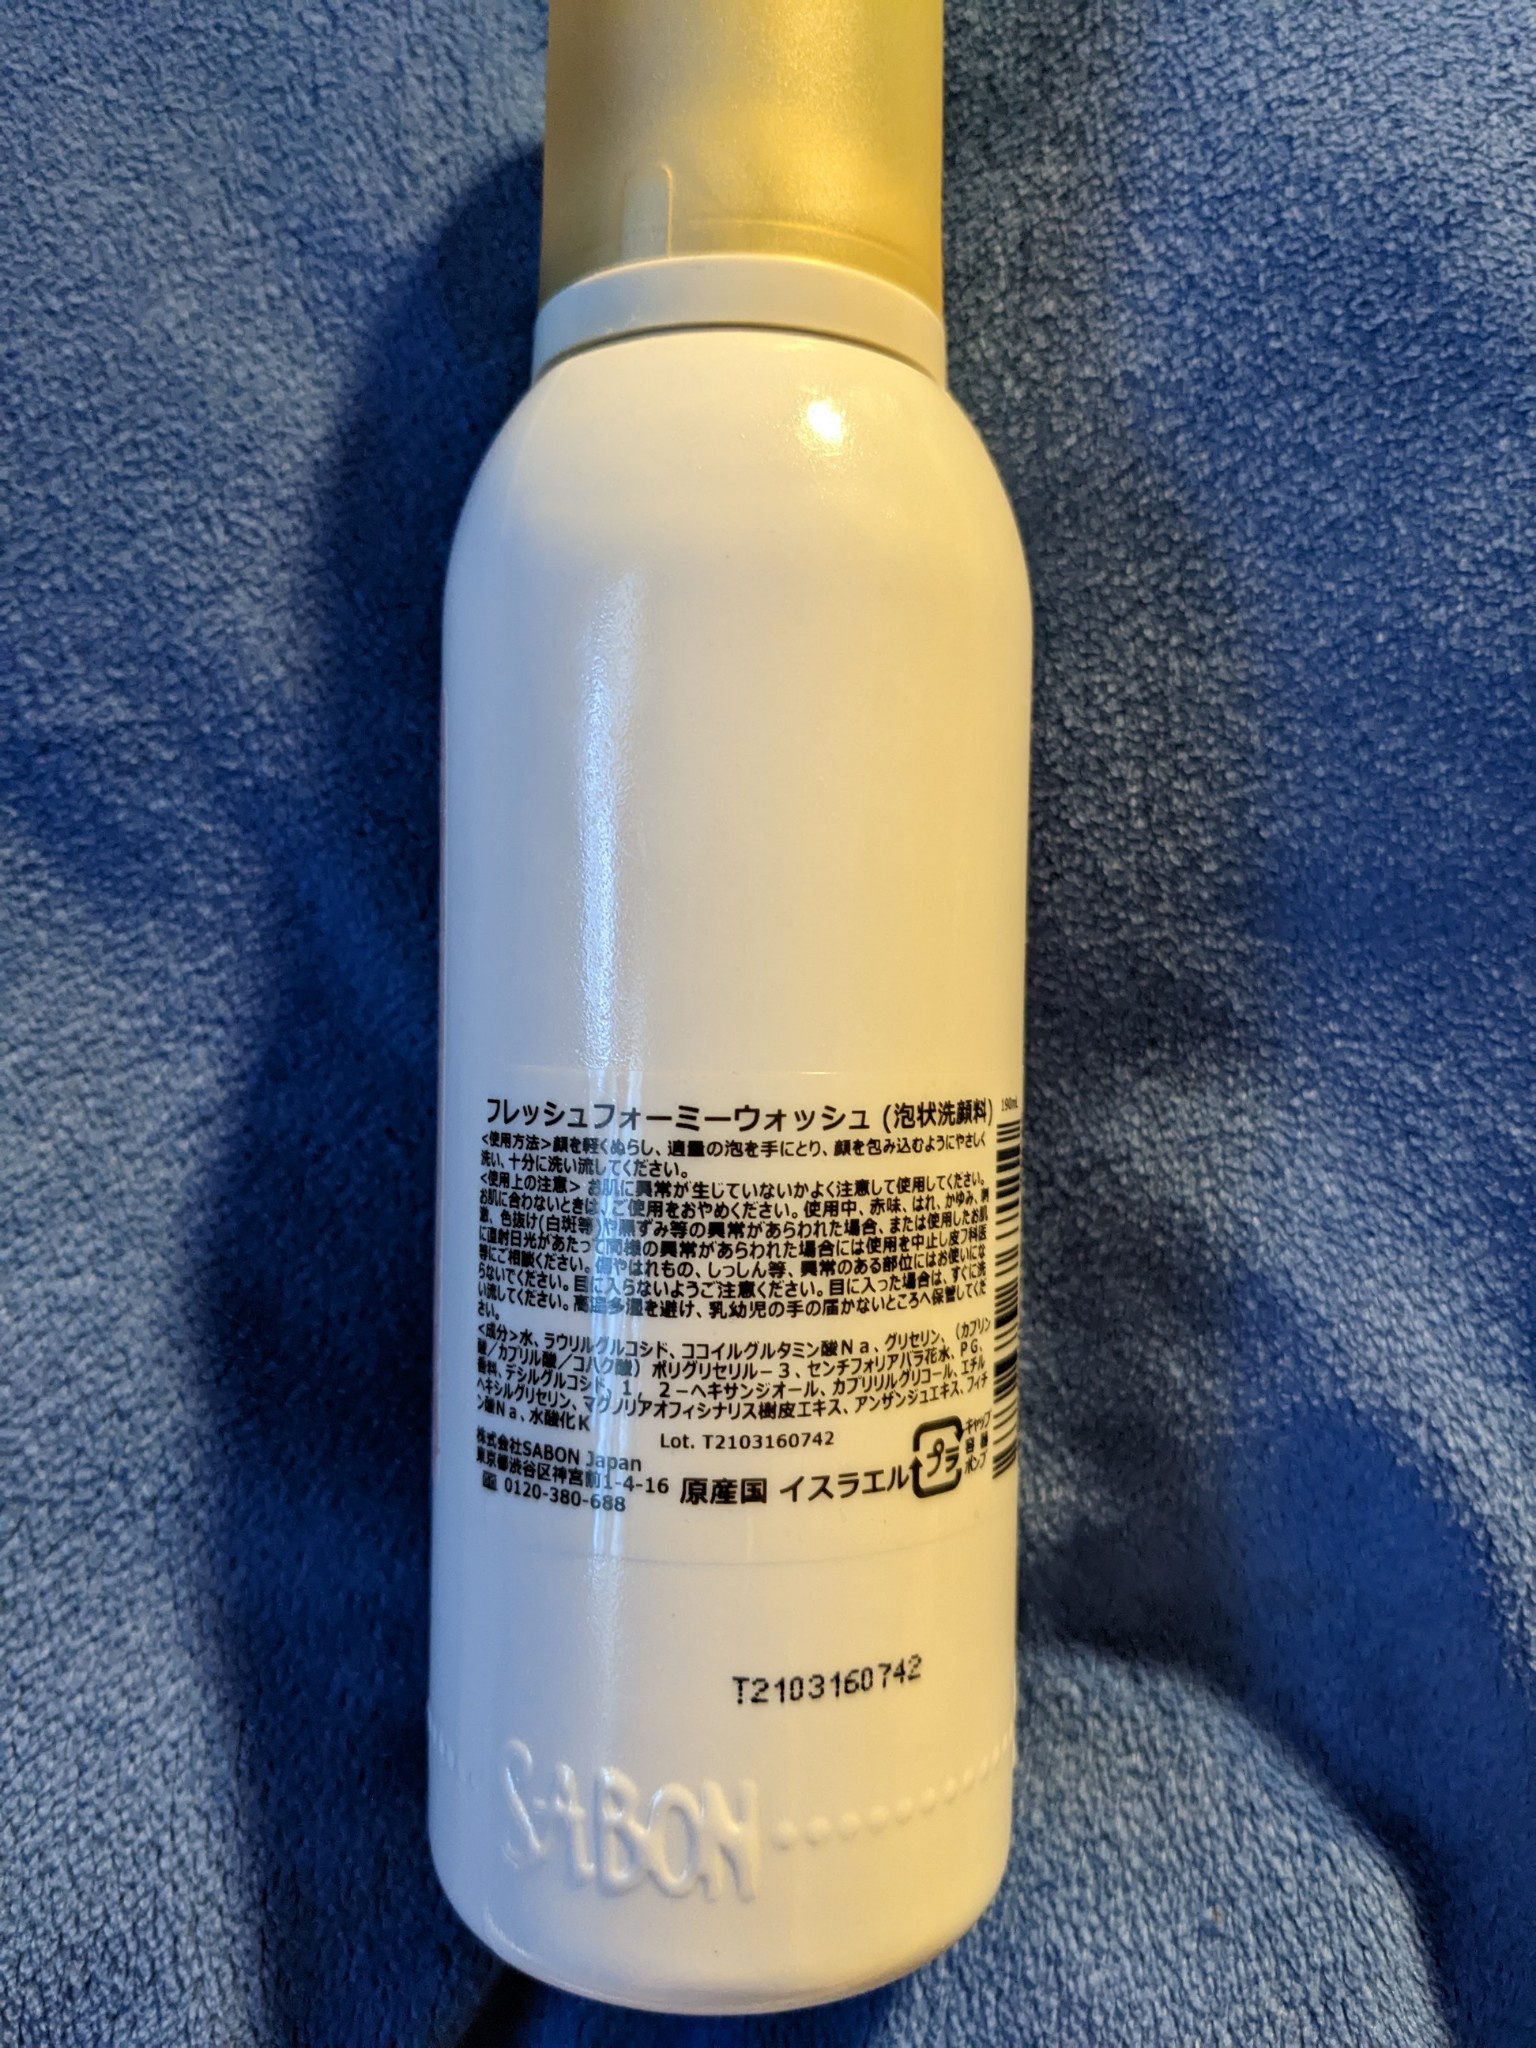 フレッシュフォーミーウォッシュ (泡状洗顔料) 190mL
<使用方法>顔を軽くぬらし、適量の泡を手にとり、顔を包み込むようにやさしく
洗い、十分に洗い流してください。
<使用上の注意> お肌に異常が生じていないかよく注意して使用してください。
お肌に合わないときは、ご使用をおやめください。使用中、赤味、はれ、かゆみ、刺
激、色抜け(白斑等)や黒ずみ等の異常があらわれた場合、または使用したお肌
に直射日光があたって同様の異常があらわれた場合には使用を中止し皮フ科医
等にご相談ください。傷やはれもの、しっしん等、異常のある部位にはお使いにな
らないでください。目に入らないようご注意ください。目に入った場合は、すぐに洗
い流してください。高温多湿を避け、乳幼児の手の届かないところへ保管してくだ
さい。
<成分>水、ラウリルグルコシド、ココイルグルタミン酸Na、グリセリン、(カプリン
酸/カプリル酸/コハク酸) ポリグリセリル-3、センチフォリアバラ花水、PG、
香料、デシルグルコシド、1, 2-ヘキサンジオール、カプリリルグリコール、エチル
ヘキシルグリセリン、マグノリアオフィシナリス樹皮エキス、アンザンジュエキス、フィチ
ン酸Na、水酸化K
Lot. T2103160742
株式会社SABON Japan
東京都渋谷区神宮前1-4-16
0120-380-688
原産国 イスラエル
プラ
キャップ
容器
ポンプ
T2103160742
SABON